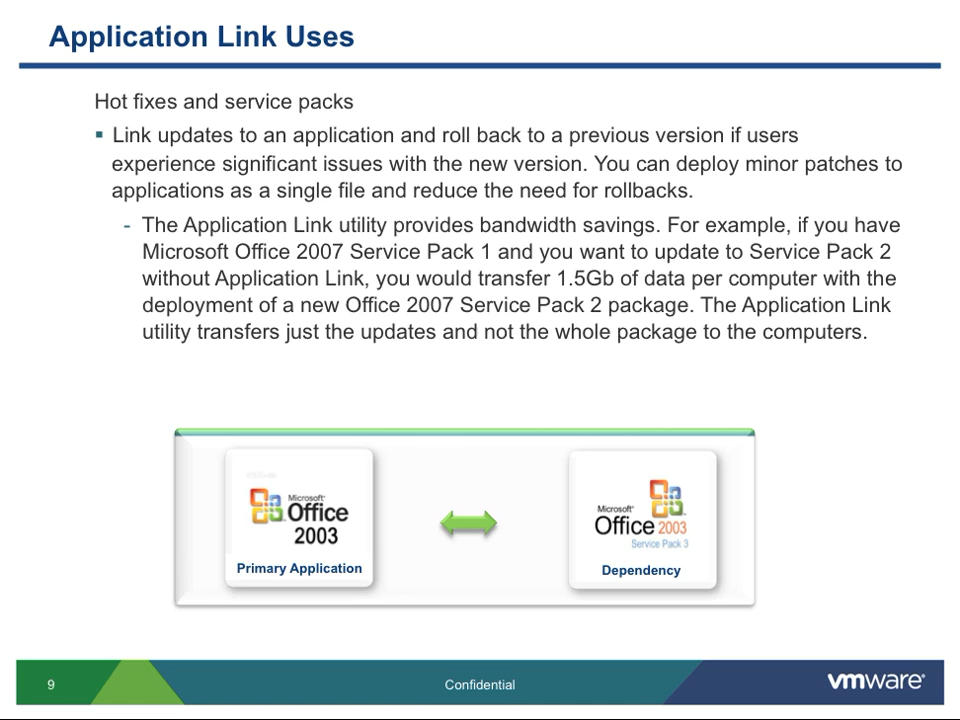 Application Link Uses
Hot fixes and service packs
▪ Link updates to an application and roll back to a previous version if users
experience significant issues with the new version. You can deploy minor patches to
applications as a single file and reduce the need for rollbacks.
- The Application Link utility provides bandwidth savings. For example, if you have
Microsoft Office 2007 Service Pack 1 and you want to update to Service Pack 2
without Application Link, you would transfer 1.5Gb of data per computer with the
deployment of a new Office 2007 Service Pack 2 package. The Application Link
utility transfers just the updates and not the whole package to the computers.
Microsoft®
Office
2003
Primary Application
Microsoft®
Office 2003
Service Pack 3
Dependency
9
Confidential
vmware®